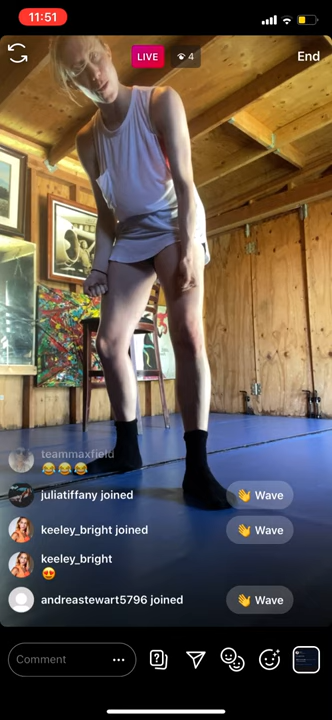 11:51
LIVE
4
End
teammaxfield
😂😂😂
juliatiffany joined
👋 Wave
keeley_bright joined
👋 Wave
keeley_bright
😍
andreastewart5796 joined
👋 Wave
Comment